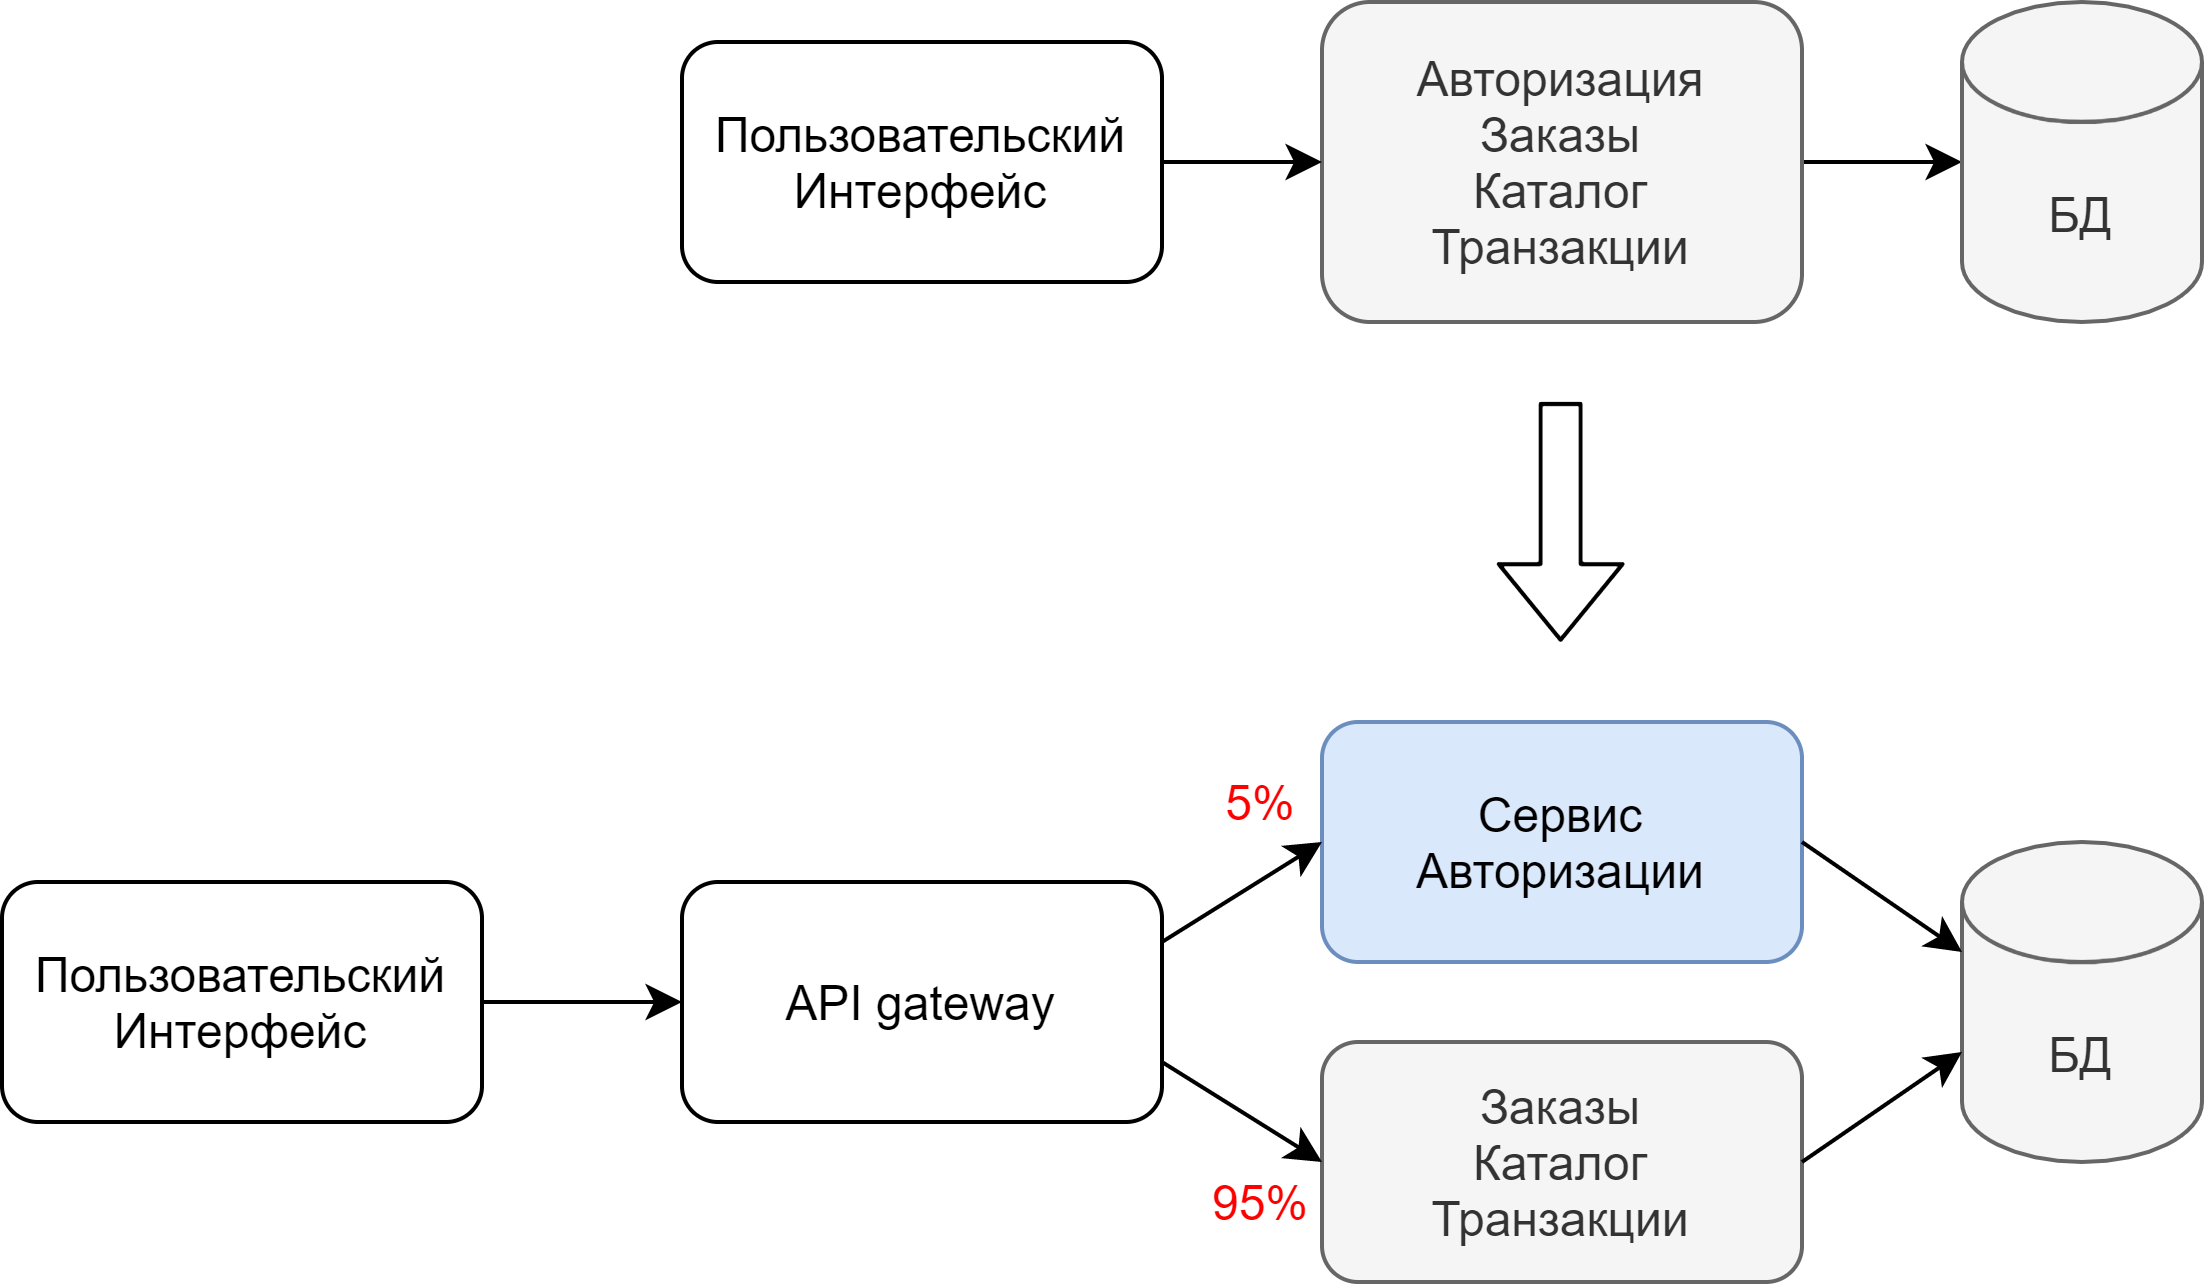 Пользовательский
Интерфейс
Авторизация
Заказы
Каталог
Транзакции
БД
5%
Сервис
Авторизации
Пользовательский
Интерфейс
API gateway
БД
95%
Заказы
Каталог
Транзакции